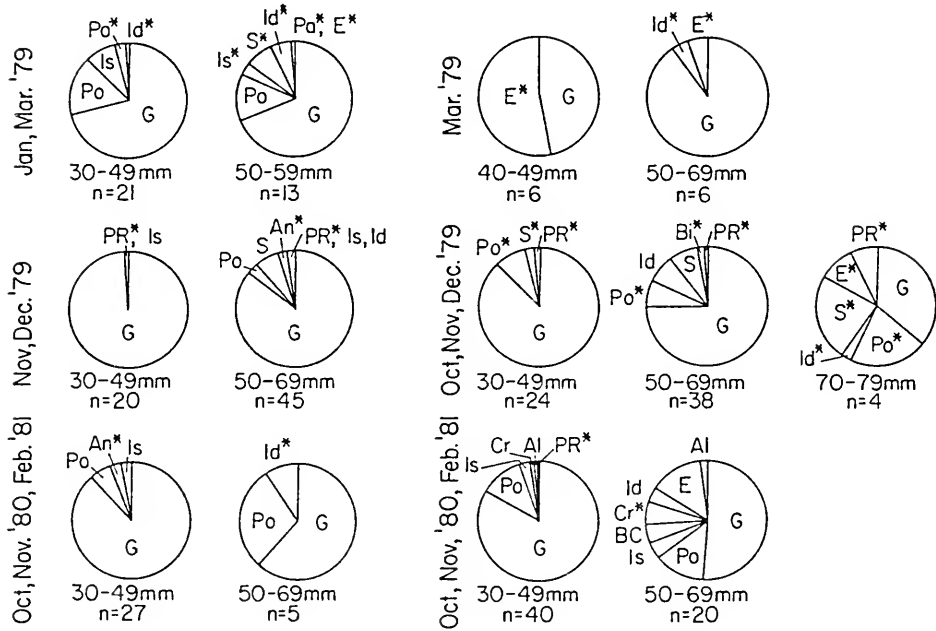 Jan, Mar. '79
Po* Id*
Is
Po
G
30-49mm
n=21
Id* Pa*, E*
S*
Is*
Po
G
50-59mm
n=13
Mar. '79
E* G
40-49mm
n=6
Id* E*
G
50-69mm
n=6
Nov, Dec. '79
PR*, Is
G
30-49mm
n=20
An* PR*, Is, Id
S
Po
G
50-69mm
n=45
Oct, Nov, Dec. '79
S* PR*
Po*
G
30-49mm
n=24
Bi* PR*
Id S
Po*
G
50-69mm
n=38
PR*
E* G
S*
Po*
Id*
70-79mm
n=4
Oct, Nov. '80, Feb. '81
An* Is
Po
G
30-49mm
n=27
Id*
Po G
50-69mm
n=5
Oct, Nov, '80, Feb. '81
Cr Al PR*
Is
Po
G
30-49mm
n=40
Al
Id E
Cr* G
BC
Is Po
50-69mm
n=20